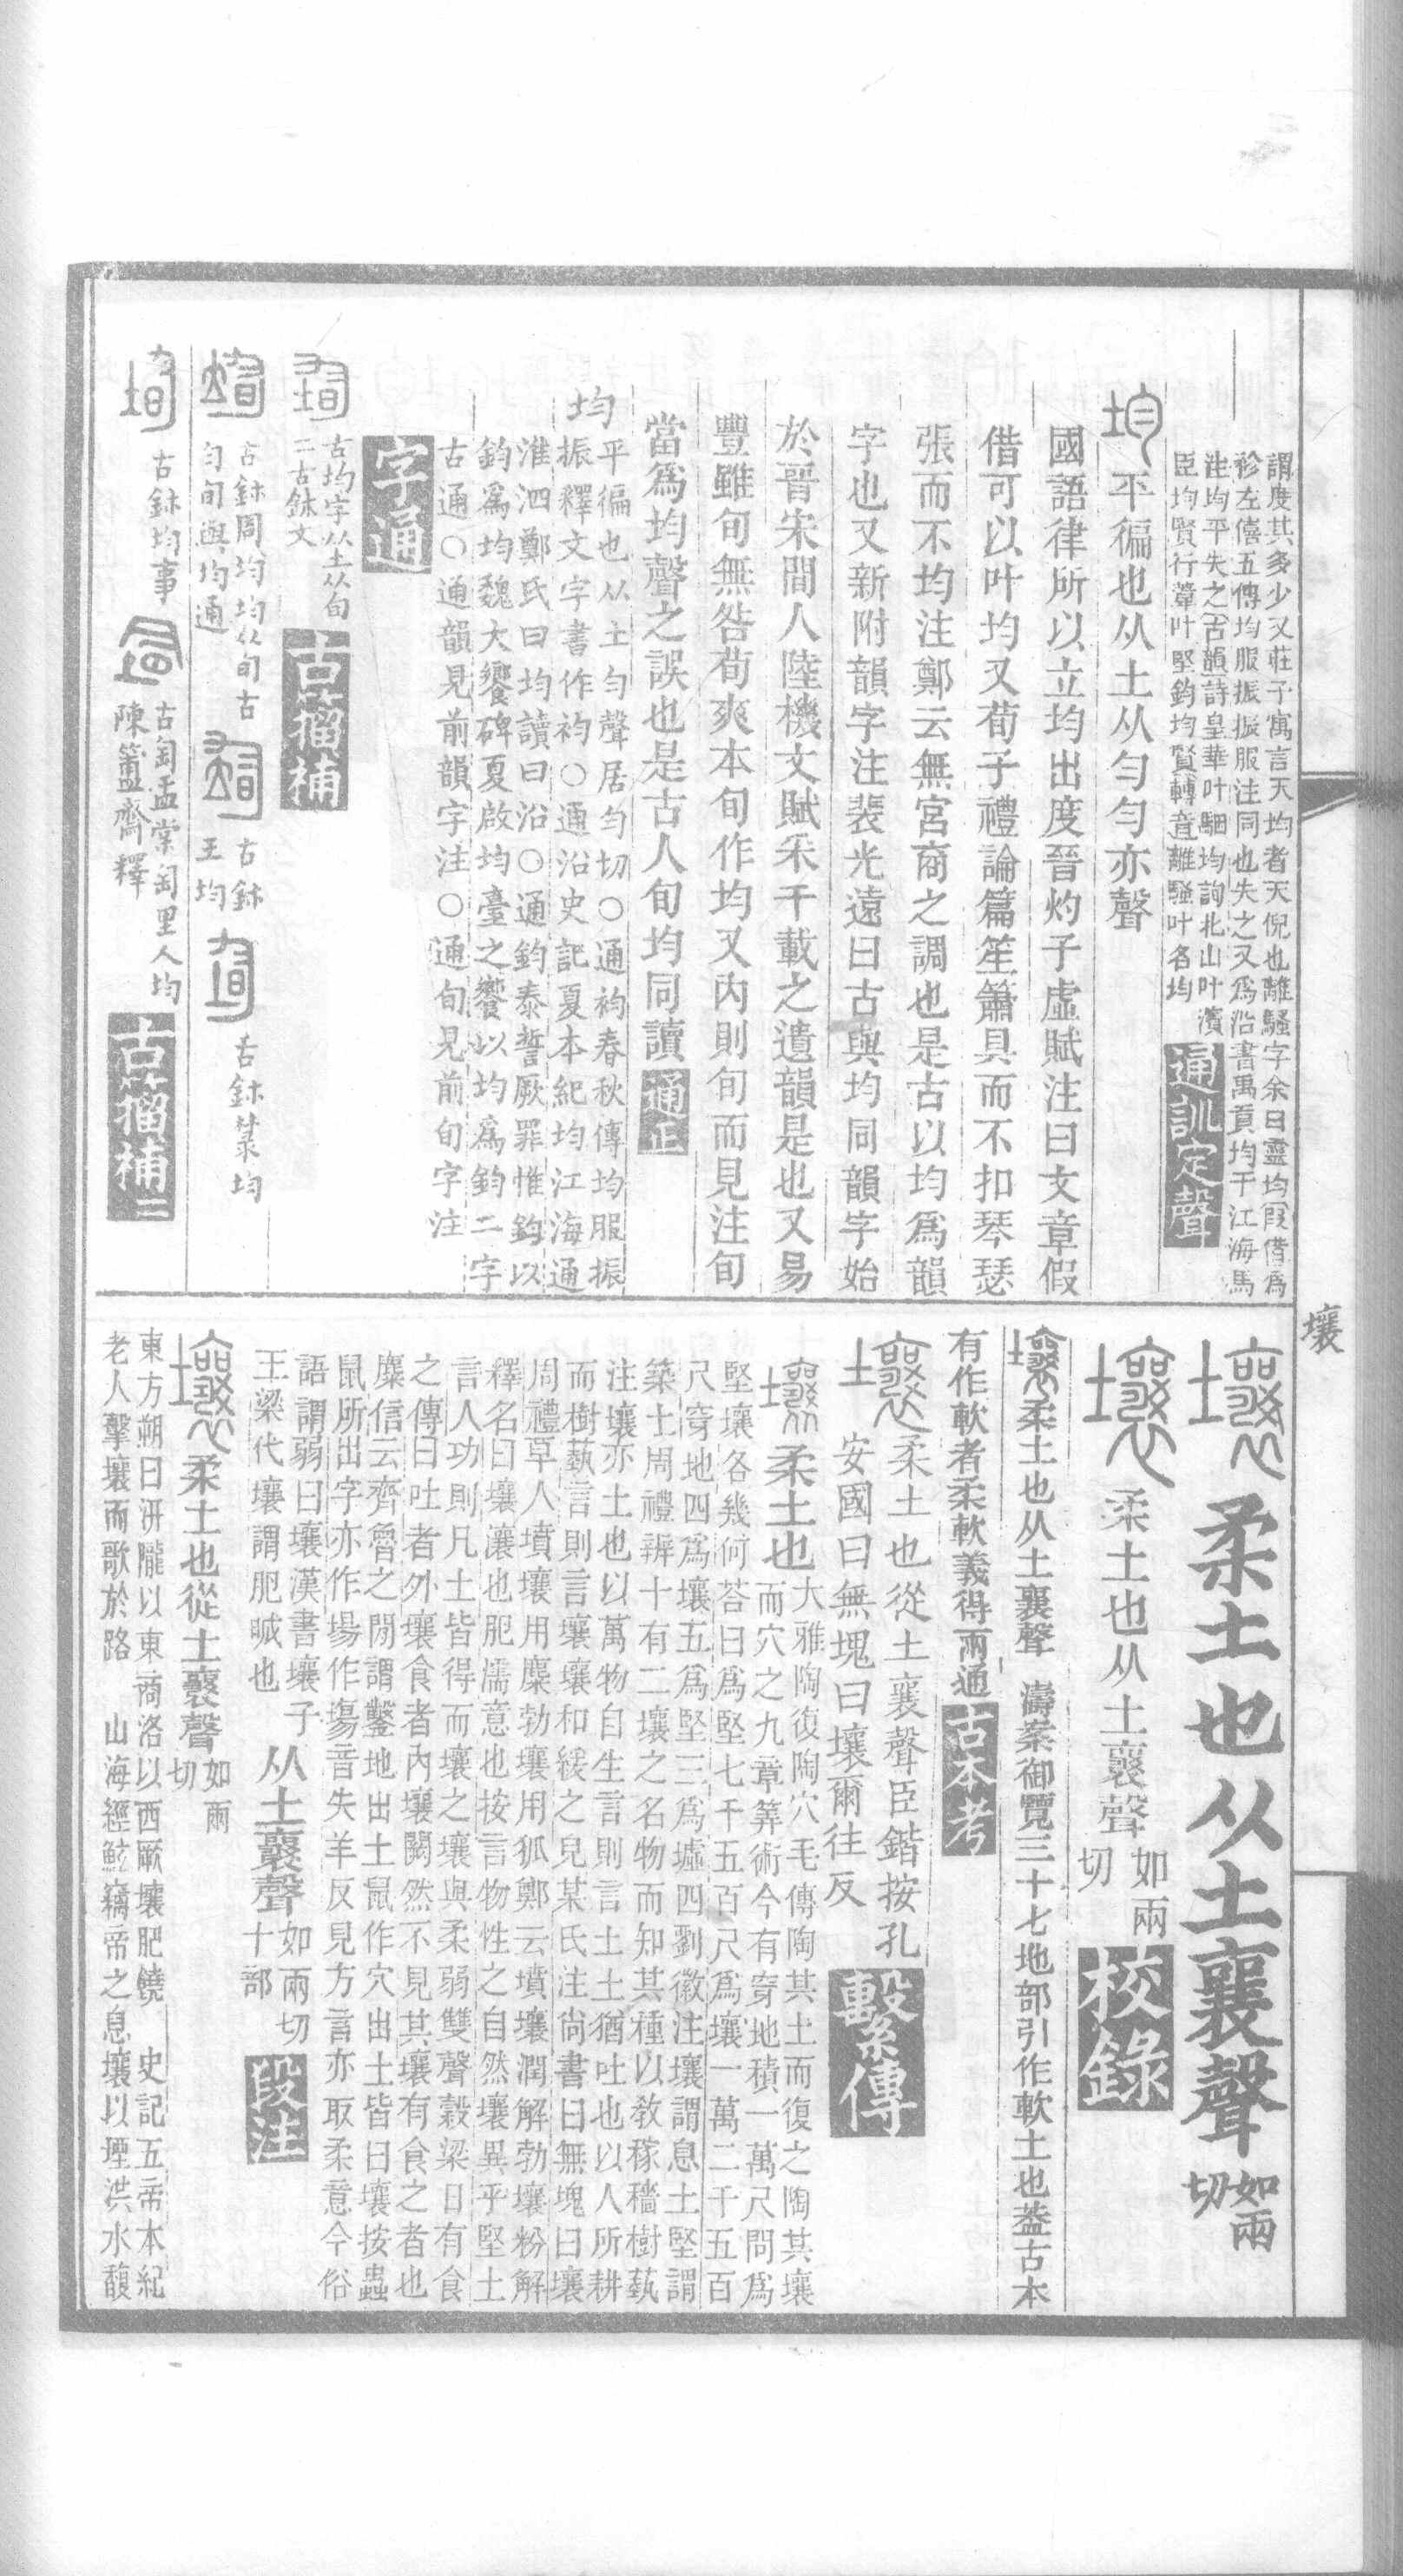 謂度其多少又莊子寓言天均者天倪也離騷字余曰靈均〔叚借〕爲
袗左僖五傳均服振振服注同也失之又爲沿書禹貢均于江海馬
注均平失之〔古韻〕詩皇華叶駰均詢北山叶濱
臣均賢行葦叶堅鈞均賢〔轉音〕離騷叶名均
通訓定聲
均平徧也从土从勻勻亦聲
國語律所以立均出度晉灼子虛賦注曰文章假
借可以叶均又荀子禮論篇笙簫具而不扣琴瑟
張而不均注鄭云無宮商之調也是古以均爲韻
字也又新附韻字注裴光遠曰古與均同韻字始
於晉宋間人陸機文賦采千載之遺韻是也又易
豐雖旬無咎荀爽本旬作均又內則旬而見注旬
當爲均聲之誤也是古人旬均同讀
通正
均
平徧也从土勻聲居勻切○通袀春秋傳均服振
振釋文字書作袀○通沿史記夏本紀均江海通
淮泗鄭氏曰均讀曰沿○通鈞泰誓厥罪惟鈞以
鈞爲均魏大饗碑夏啟均臺之饗以均爲鈞二字
古通○通韻見前韻字注○通旬見前旬字注
字通
古均字从土从旬
二古鉢文
古籀補
古鉢周均均从旬古
勻旬與均通
古鉢
王均
古鉢䇂均
古鉢均事
古匋盂棠匋里人均
陳簠齋釋
古籀補二
壤
柔土也从土襄聲如兩切
柔土也从土襄聲如兩切
校錄
柔土也从土襄聲　濤案御覽三十七地部引作軟土也葢古本
有作軟者柔軟義得兩通
古本考
柔土也從土襄聲臣鍇按孔
安國曰無塊曰壤爾往反
繫傳
柔土也
大雅陶復陶穴毛傳陶其土而復之陶其壤
而穴之九章筭術今有穿地積一萬尺問爲
堅壤各幾何荅曰爲堅七千五百尺爲壤一萬二千五百
尺穿地四爲壤五爲堅三爲墟四劉徽注壤謂息土堅謂
築土周禮辨十有二壤之名物而知其種以敎稼穡樹蓺
注壤亦土也以萬物自生言則言土土猶吐也以人所耕
而樹蓺言則言壤壤和緩之皃某氏注尙書曰無塊曰壤
周禮草人墳壤用麋勃壤用狐鄭云墳壤潤解勃壤粉解
釋名曰壤瀼也肥濡意也按言物性之自然壤異乎堅土
言人功則凡土皆得而壤之壤與柔弱雙聲穀梁日有食
之傳曰吐者外壤食者內壤闕然不見其壤有食之者也
麋信云齊魯之閒謂鑿地出土鼠作穴出土皆曰壤按蟲
鼠所出字亦作場作塲音失羊反見方言亦取柔意今俗
語謂弱曰壤漢書壤子
王梁代壤謂肥晠也
从土襄聲
如兩切
十部
段注
柔土也從土襄聲
如兩
切
東方朔曰汧隴以東商洛以西厥壤肥饒　史記五帝本紀
老人擊壤而歌於路　山海經鮌竊帝之息壤以堙洪水馥